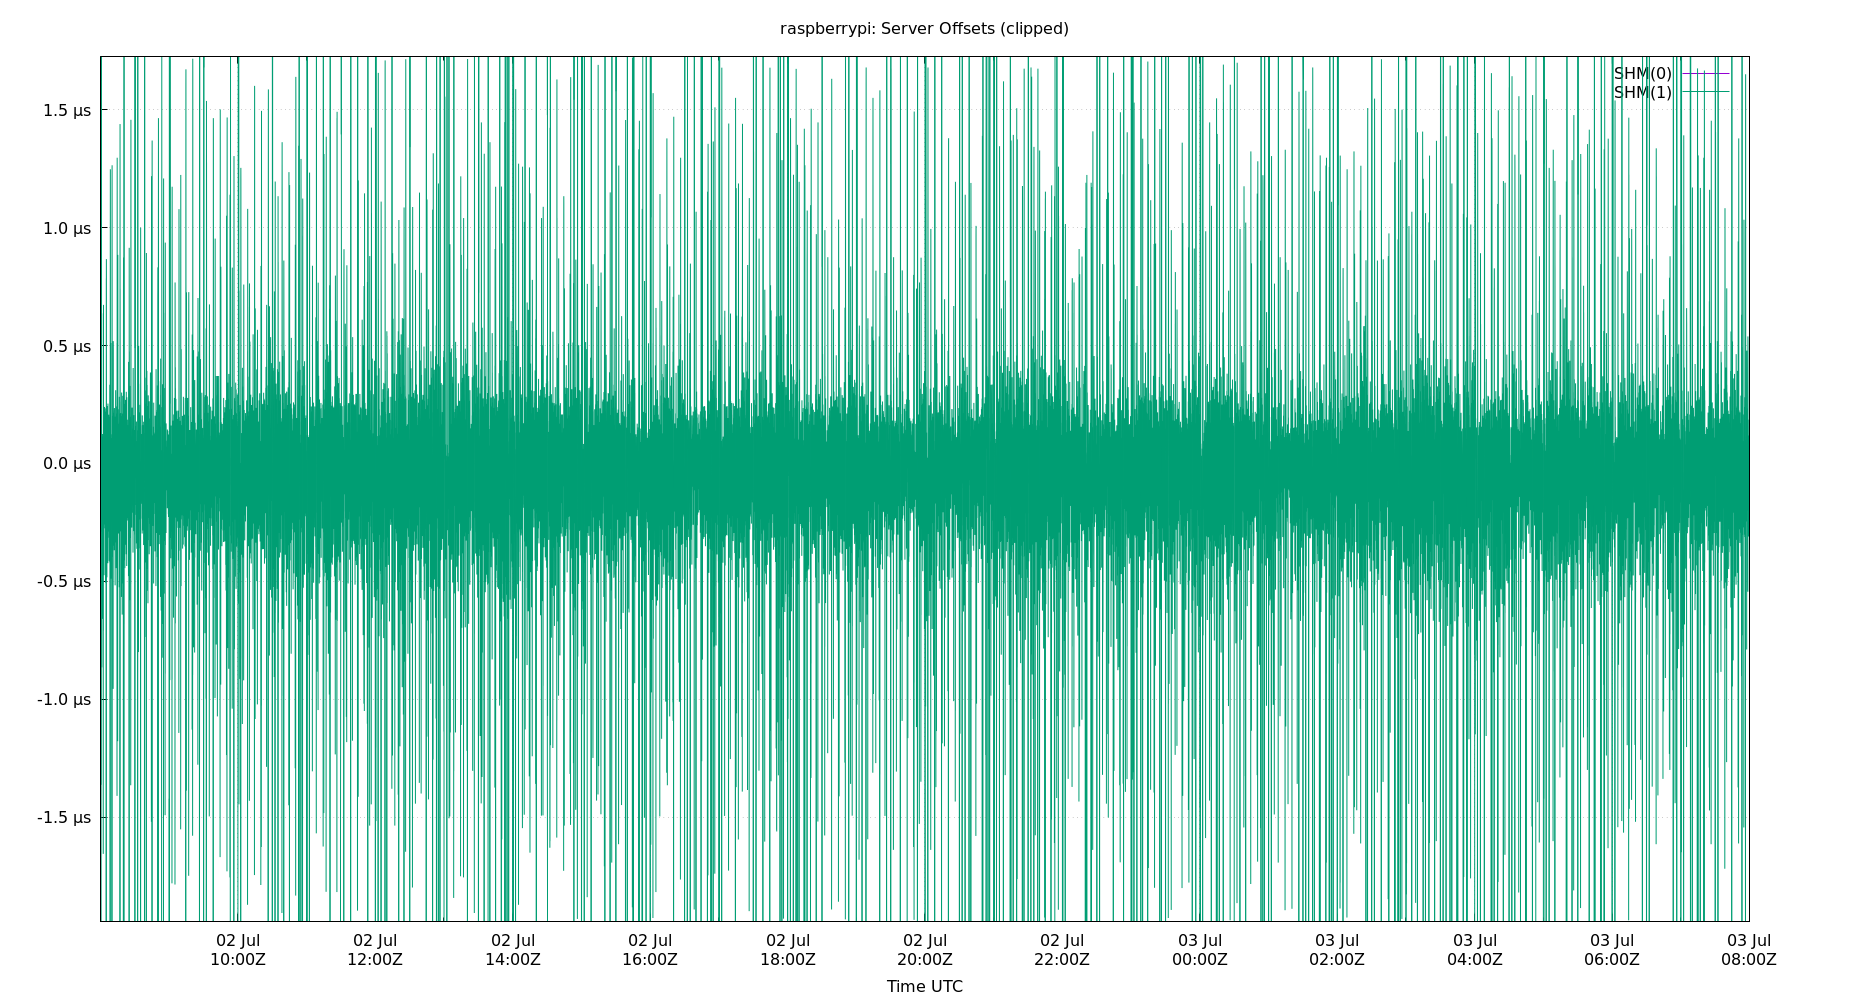 raspberrypi: Server Offsets (clipped)
SHM(0)
SHM(1)
1.5 µs
1.0 µs
0.5 µs
0.0 µs
-0.5 µs
-1.0 µs
-1.5 µs
02 Jul 02 Jul 02 Jul 02 Jul 02 Jul 02 Jul 02 Jul 03 Jul 03 Jul 03 Jul 03 Jul 03 Jul
10:00Z 12:00Z 14:00Z 16:00Z 18:00Z 20:00Z 22:00Z 00:00Z 02:00Z 04:00Z 06:00Z 08:00Z
Time UTC